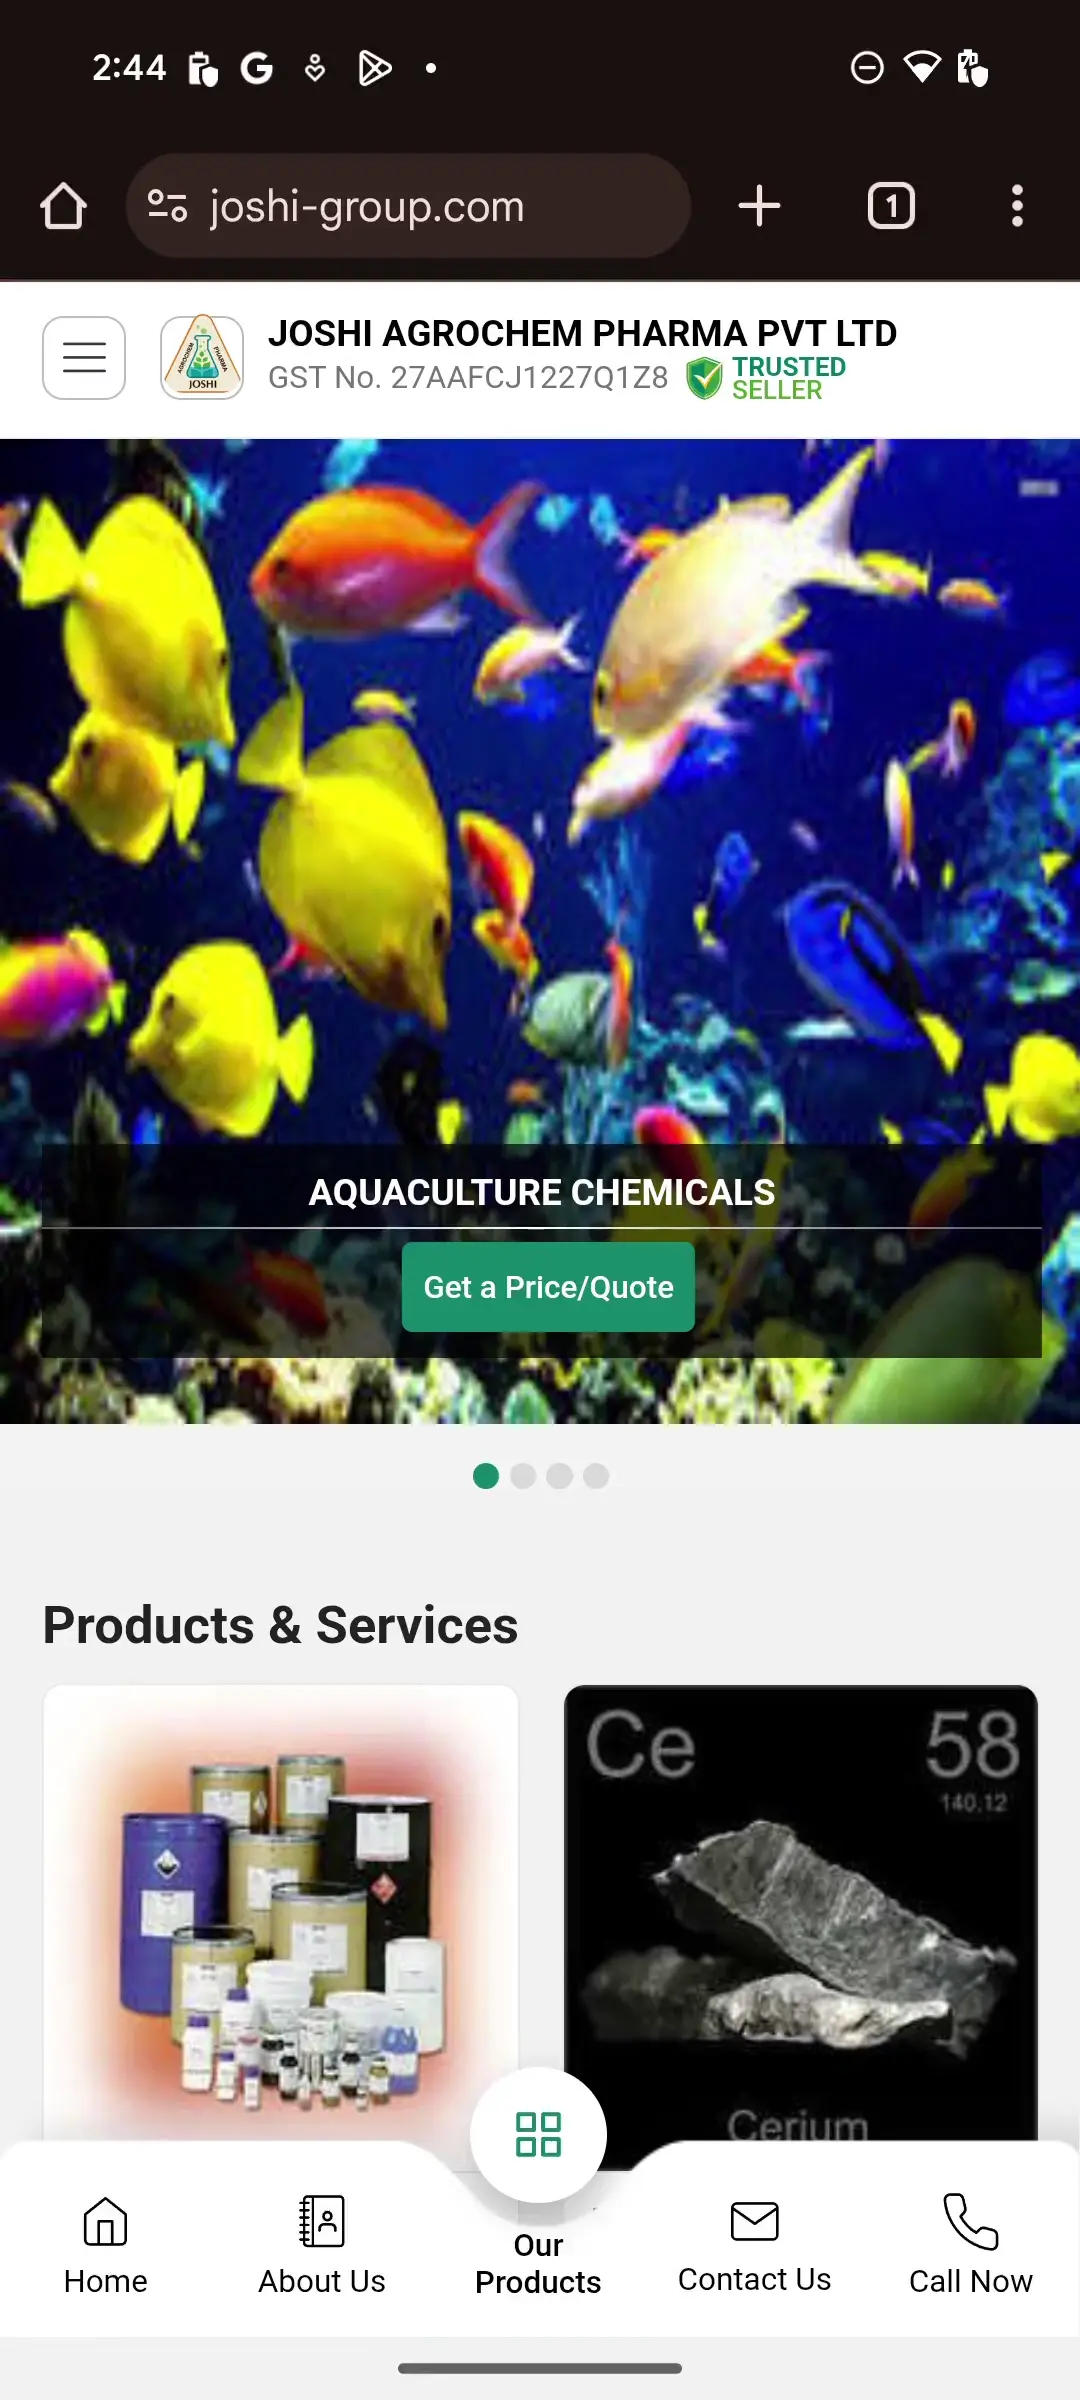 2:44
joshi-group.com
1
JOSHI AGROCHEM PHARMA PVT LTD
GST No. 27AAFCJ1227Q1Z8
TRUSTED
SELLER
AGROCHEM
PHARMA
JOSHI
AQUACULTURE CHEMICALS
Get a Price/Quote
Products & Services
Ce
58
140.12
Cerium
Home
About Us
Our
Products
Contact Us
Call Now